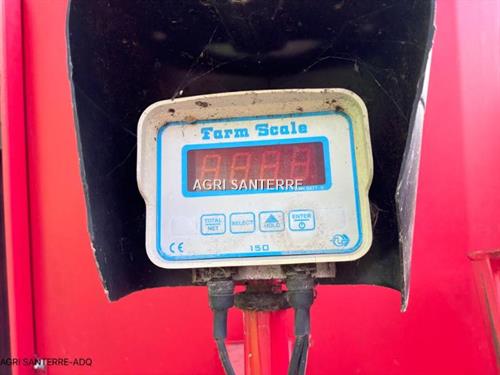 Farm Scale
AGRI SANTERRE
TOTAL NET
SELECT
HOLD
ENTER
CE
150
AGRI SANTERRE-ADQ